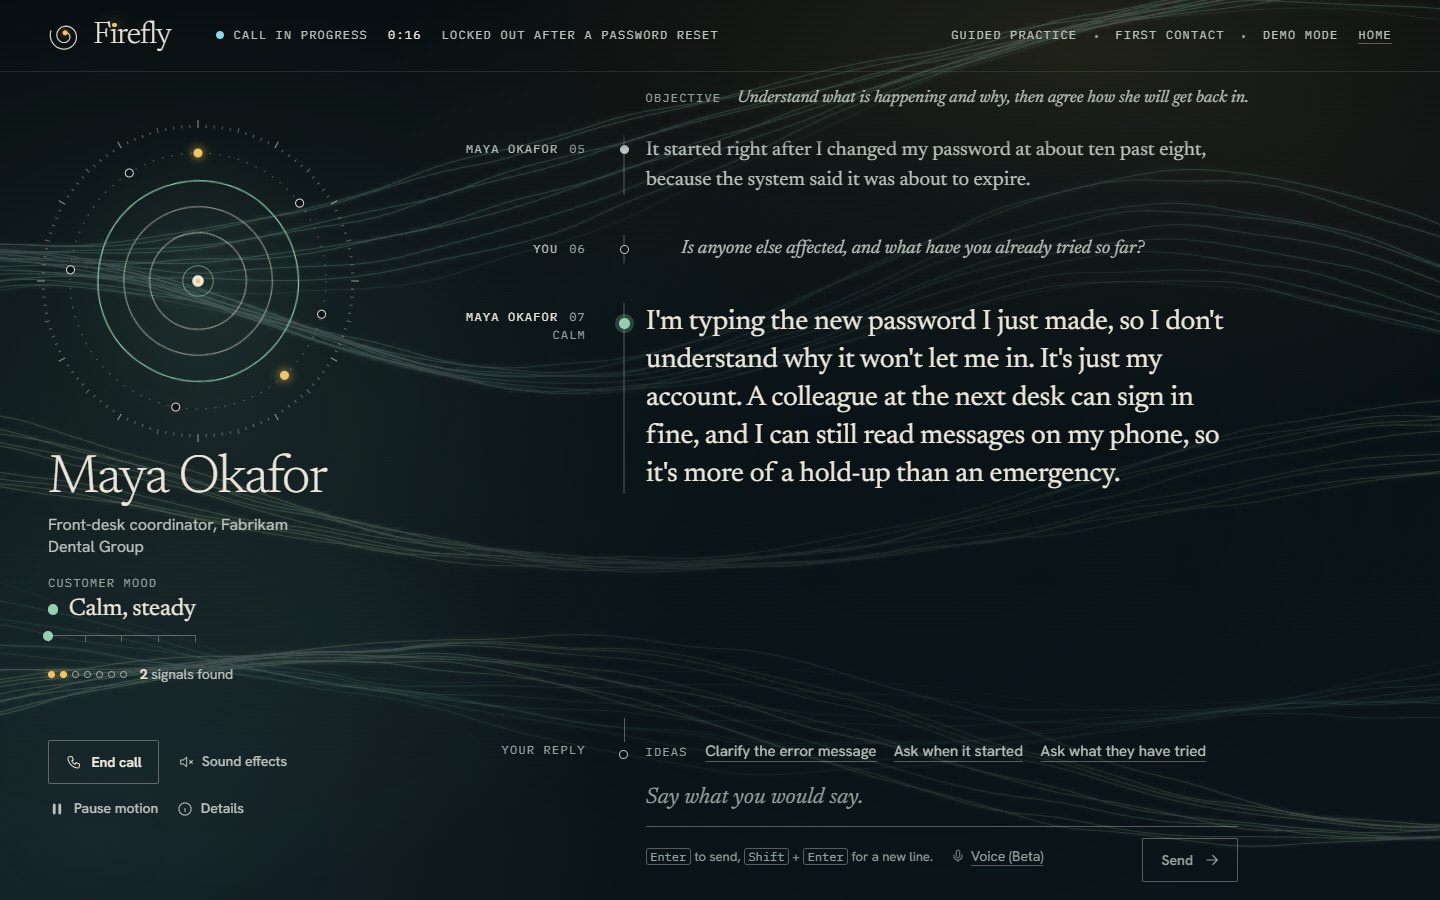 Firefly
CALL IN PROGRESS 0:16 LOCKED OUT AFTER A PASSWORD RESET
GUIDED PRACTICE • FIRST CONTACT • DEMO MODE HOME
OBJECTIVE Understand what is happening and why, then agree how she will get back in.
MAYA OKAFOR 05
It started right after I changed my password at about ten past eight,
because the system said it was about to expire.
YOU 06
Is anyone else affected, and what have you already tried so far?
MAYA OKAFOR 07
CALM
I'm typing the new password I just made, so I don't
understand why it won't let me in. It's just my
account. A colleague at the next desk can sign in
fine, and I can still read messages on my phone, so
it's more of a hold-up than an emergency.
Maya Okafor
Front-desk coordinator, Fabrikam
Dental Group
CUSTOMER MOOD
Calm, steady
2 signals found
End call
Sound effects
Pause motion
Details
YOUR REPLY
IDEAS Clarify the error message Ask when it started Ask what they have tried
Say what you would say.
Enter to send, Shift + Enter for a new line.
Voice (Beta)
Send